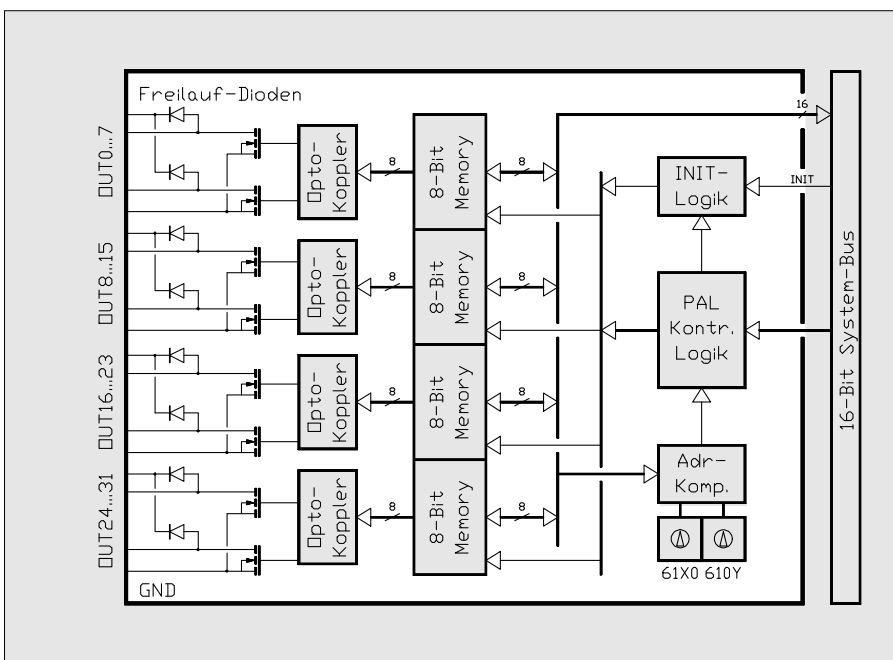 Freilauf-Dioden
OUT0...7
OUT8...15
OUT16...23
OUT24...31
GND
Opto-
Koppler
8
8-Bit
Memory
8
Opto-
Koppler
8
8-Bit
Memory
8
Opto-
Koppler
8
8-Bit
Memory
8
Opto-
Koppler
8
8-Bit
Memory
8
16
INIT-
Logik
INIT
PAL
Kontr.
Logik
Adr-
Komp.
61X0 610Y
16-Bit System-Bus